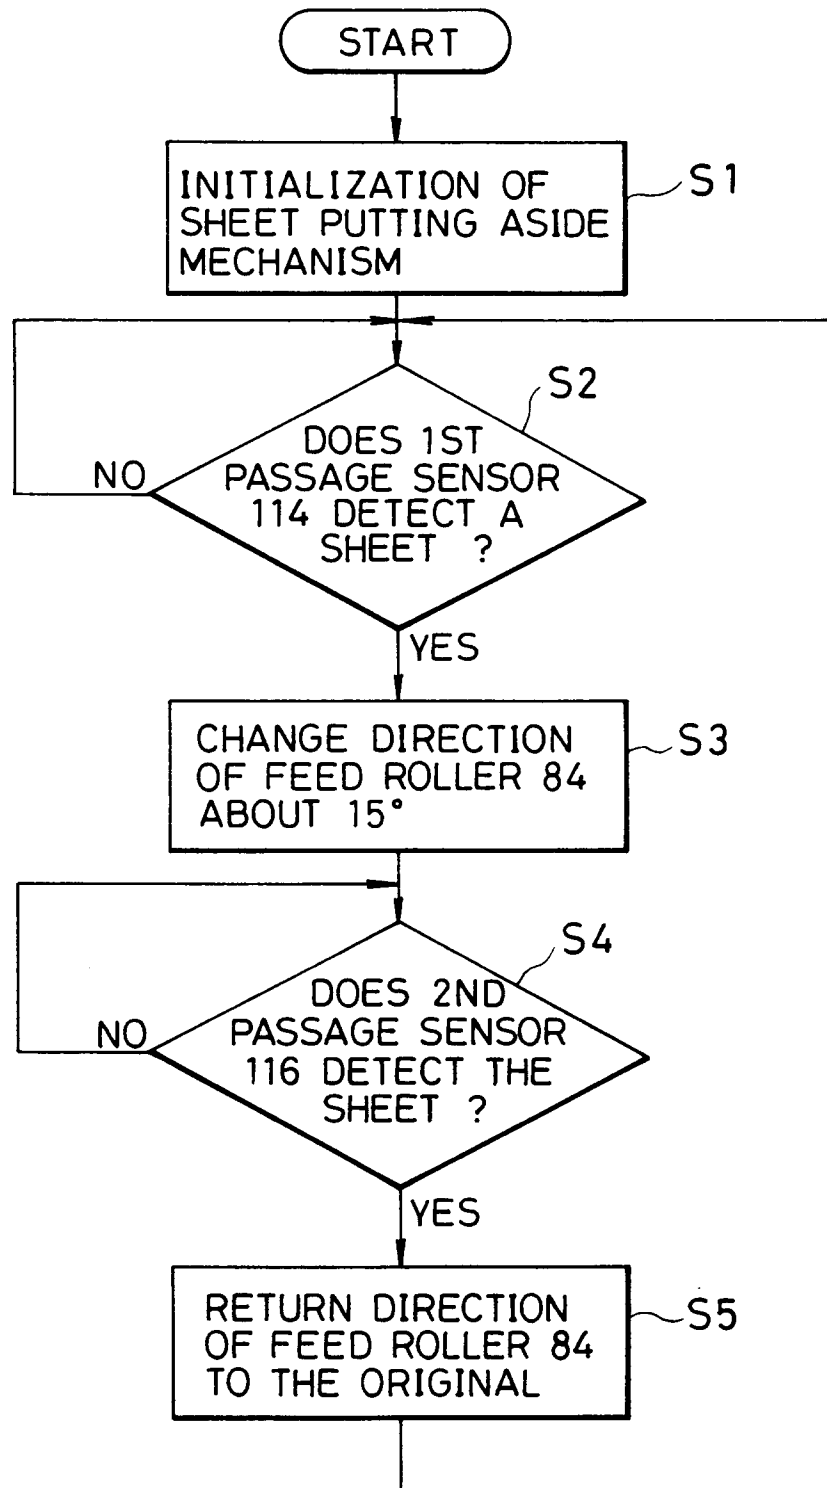 START
INITIALIZATION OF
SHEET PUTTING ASIDE
MECHANISM
S1
S2
DOES 1ST
PASSAGE SENSOR
114 DETECT A
SHEET ?
NO
YES
CHANGE DIRECTION
OF FEED ROLLER 84
ABOUT 15°
S3
S4
DOES 2ND
PASSAGE SENSOR
116 DETECT THE
SHEET ?
NO
YES
RETURN DIRECTION
OF FEED ROLLER 84
TO THE ORIGINAL
S5